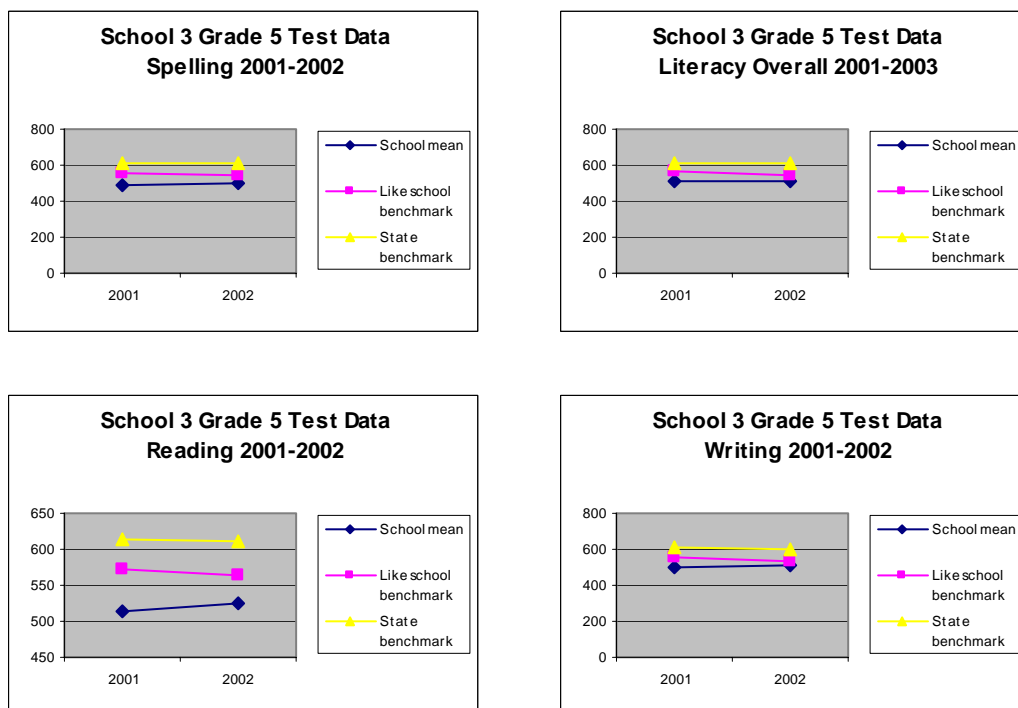 School 3 Grade 5 Test Data
Spelling 2001-2002
800
600
400
200
0
2001
2002
School mean
Like school
benchmark
State
benchmark
School 3 Grade 5 Test Data
Literacy Overall 2001-2003
800
600
400
200
0
2001
2002
School mean
Like school
benchmark
State
benchmark
School 3 Grade 5 Test Data
Reading 2001-2002
650
600
550
500
450
2001
2002
School mean
Like school
benchmark
State
benchmark
School 3 Grade 5 Test Data
Writing 2001-2002
800
600
400
200
0
2001
2002
School mean
Like school
benchmark
State
benchmark